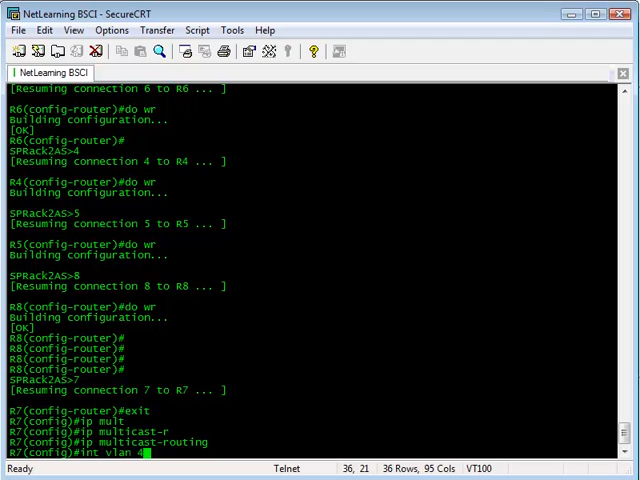 NetLearning BSCI - SecureCRT
File Edit View Options Transfer Script Tools Help
NetLearning BSCI
[Resuming connection 6 to R6 ... ]
R6(config-router)#do wr
Building configuration...
[OK]
R6(config-router)#
SPRack2AS>4
[Resuming connection 4 to R4 ... ]
R4(config-router)#do wr
Building configuration...
SPRack2AS>5
[Resuming connection 5 to R5 ... ]
R5(config-router)#do wr
Building configuration...
SPRack2AS>8
[Resuming connection 8 to R8 ... ]
R8(config-router)#do wr
Building configuration...
[OK]
R8(config-router)#
R8(config-router)#
R8(config-router)#
R8(config-router)#
SPRack2AS>7
[Resuming connection 7 to R7 ... ]
R7(config-router)#exit
R7(config)#ip mult
R7(config)#ip multicast-r
R7(config)#ip multicast-routing
R7(config)#int vlan 4
Ready Telnet 36, 21 36 Rows, 95 Cols VT100